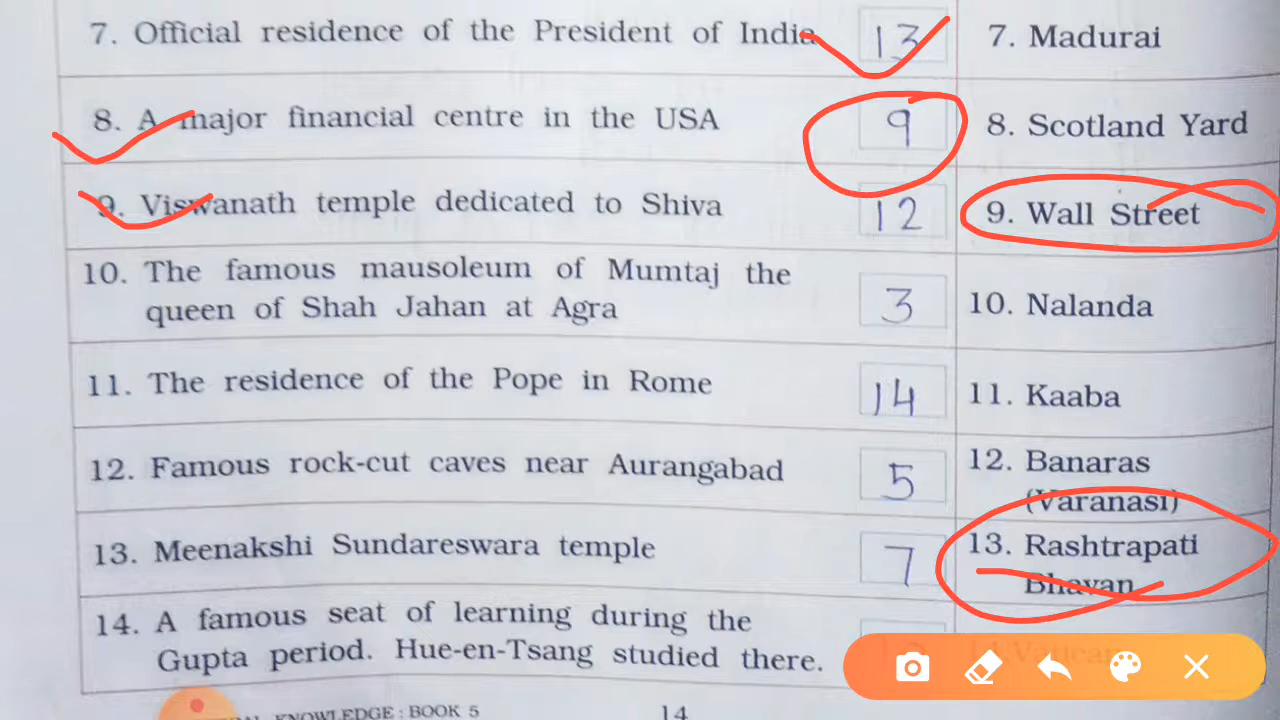 7. Official residence of the President of India 13 7. Madurai
8. A major financial centre in the USA 9 8. Scotland Yard
9. Viswanath temple dedicated to Shiva 12 9. Wall Street
10. The famous mausoleum of Mumtaj the
queen of Shah Jahan at Agra 3 10. Nalanda
11. The residence of the Pope in Rome 14 11. Kaaba
12. Famous rock-cut caves near Aurangabad 5 12. Banaras
(Varanasi)
13. Meenakshi Sundareswara temple 7 13. Rashtrapati
Bhavan
14. A famous seat of learning during the
Gupta period. Hue-en-Tsang studied there. Vatican
KNOWLEDGE : BOOK 5 14